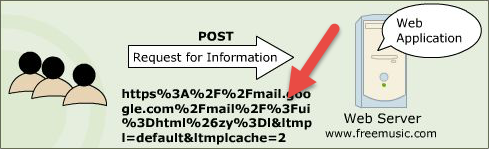 POST
Request for Information
https%3A%2F%2Fmail.goo
gle.com%2Fmail%2F%3Fui
%3Dhtml%26zy%3Dl&ltmp
l=default&ltmplcache=2
Web
Application
Web Server
www.freemusic.com